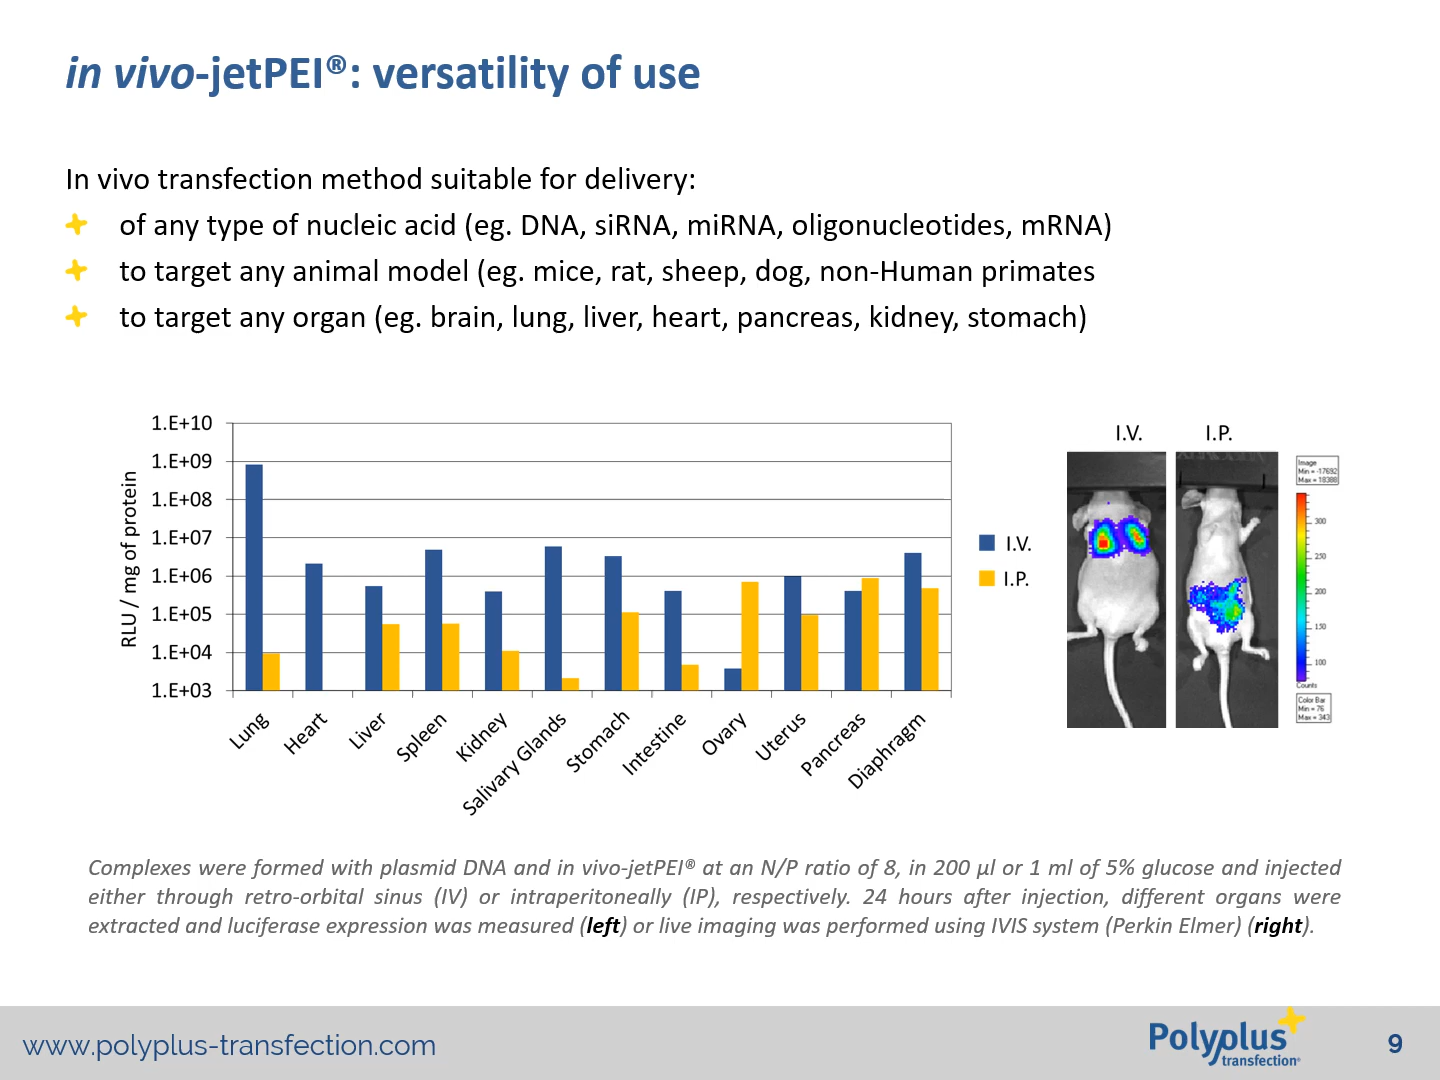 in vivo-jetPEI®: versatility of use
In vivo transfection method suitable for delivery:
of any type of nucleic acid (eg. DNA, siRNA, miRNA, oligonucleotides, mRNA)
to target any animal model (eg. mice, rat, sheep, dog, non-Human primates
to target any organ (eg. brain, lung, liver, heart, pancreas, kidney, stomach)
RLU / mg of protein
1.E+10
1.E+09
1.E+08
1.E+07
1.E+06
1.E+05
1.E+04
1.E+03
Lung
Heart
Liver
Spleen
Kidney
Salivary Glands
Stomach
Intestine
Ovary
Uterus
Pancreas
Diaphragm
I.V.
I.P.
I.V.
I.P.
Image
Min = -17692
Max = 18388
300
250
200
150
100
Counts
Color Bar
Min = 76
Max = 343
Complexes were formed with plasmid DNA and in vivo-jetPEI® at an N/P ratio of 8, in 200 µl or 1 ml of 5% glucose and injected
either through retro-orbital sinus (IV) or intraperitoneally (IP), respectively. 24 hours after injection, different organs were
extracted and luciferase expression was measured (left) or live imaging was performed using IVIS system (Perkin Elmer) (right).
www.polyplus-transfection.com
Polyplus
transfection®
9